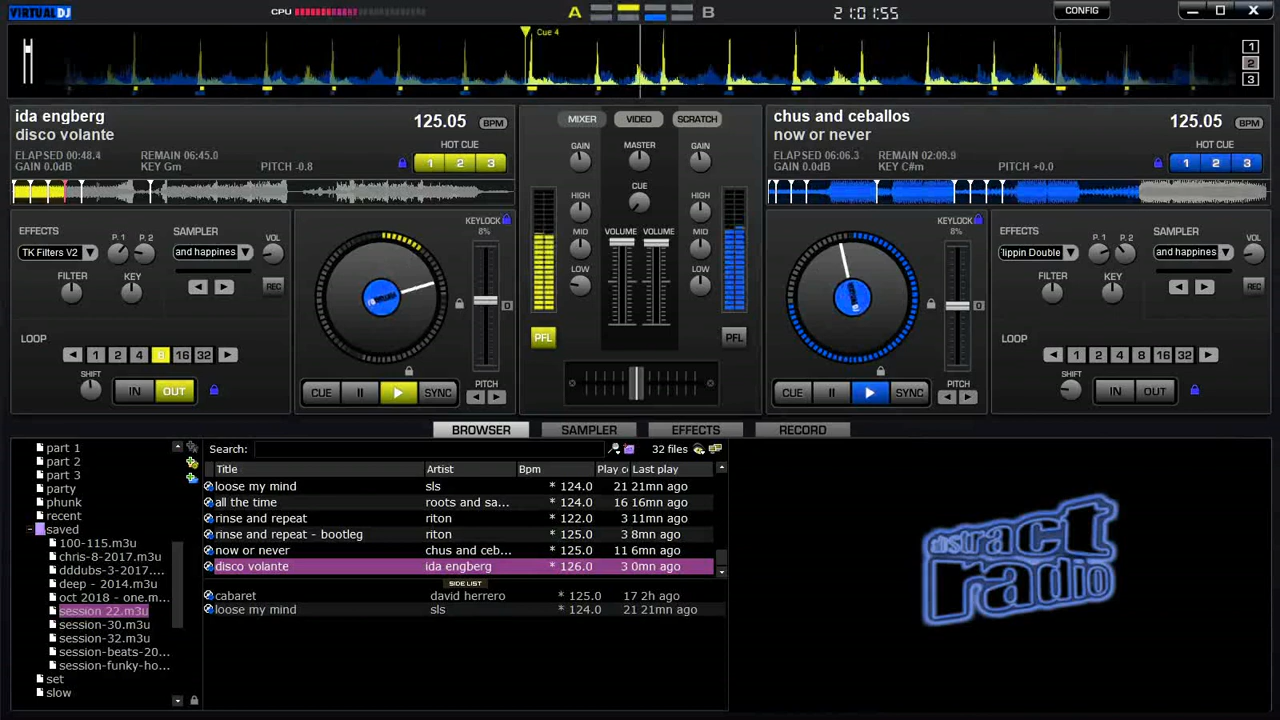 VIRTUAL DJ
CPU
A B
21:01:55
CONFIG
Cue 4
1
2
3
ida engberg
disco volante
125.05 BPM
ELAPSED 00:48.4 REMAIN 06:45.0
GAIN 0.0dB KEY Gm PITCH -0.8
HOT CUE
1 2 3
MIXER VIDEO SCRATCH
chus and ceballos
now or never
125.05 BPM
ELAPSED 06:06.3 REMAIN 02:09.9
GAIN 0.0dB KEY C#m PITCH +0.0
HOT CUE
1 2 3
EFFECTS
TK Filters V2
P. 1 P. 2
SAMPLER
and happines
VOL
FILTER KEY
REC
LOOP
1 2 4 8 16 32
SHIFT
IN OUT
KEYLOCK
8%
CUE SYNC
PITCH
GAIN MASTER GAIN
HIGH CUE HIGH
MID VOLUME VOLUME MID
LOW LOW
PFL PFL
KEYLOCK
8%
CUE SYNC
PITCH
EFFECTS
lippin Double
P. 1 P. 2
SAMPLER
and happines
VOL
FILTER KEY
REC
LOOP
1 2 4 8 16 32
SHIFT
IN OUT
BROWSER SAMPLER EFFECTS RECORD
part 1
part 2
part 3
party
phunk
recent
saved
100-115.m3u
chris-8-2017.m3u
dddubs-3-2017....
deep - 2014.m3u
oct 2018 - one.m...
session 22.m3u
session-30.m3u
session-32.m3u
session-beats-20...
session-funky-ho...
set
slow
Search: 32 files
Title Artist Bpm Play c Last play
loose my mind sls * 124.0 21 21mn ago
all the time roots and sa... * 124.0 16 16mn ago
rinse and repeat riton * 122.0 3 11mn ago
rinse and repeat - bootleg riton * 125.0 3 8mn ago
now or never chus and ceb... * 125.0 11 6mn ago
disco volante ida engberg * 126.0 3 0mn ago
SIDE LIST
cabaret david herrero * 125.0 17 2h ago
loose my mind sls * 124.0 21 21mn ago
abstract
radio